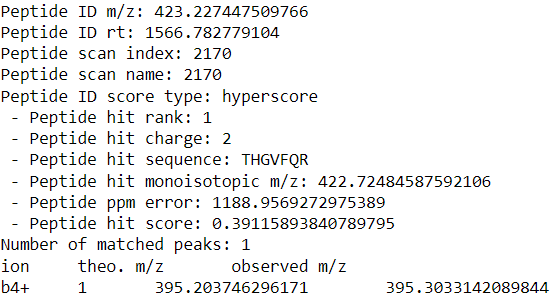 Peptide ID m/z: 423.227447509766
Peptide ID rt: 1566.782779104
Peptide scan index: 2170
Peptide scan name: 2170
Peptide ID score type: hyperscore
- Peptide hit rank: 1
- Peptide hit charge: 2
- Peptide hit sequence: THGVFQR
- Peptide hit monoisotopic m/z: 422.72484587592106
- Peptide ppm error: 1188.9569272975389
- Peptide hit score: 0.39115893840789795
Number of matched peaks: 1
ion theo. m/z observed m/z
b4+ 1 395.203746296171 395.3033142089844